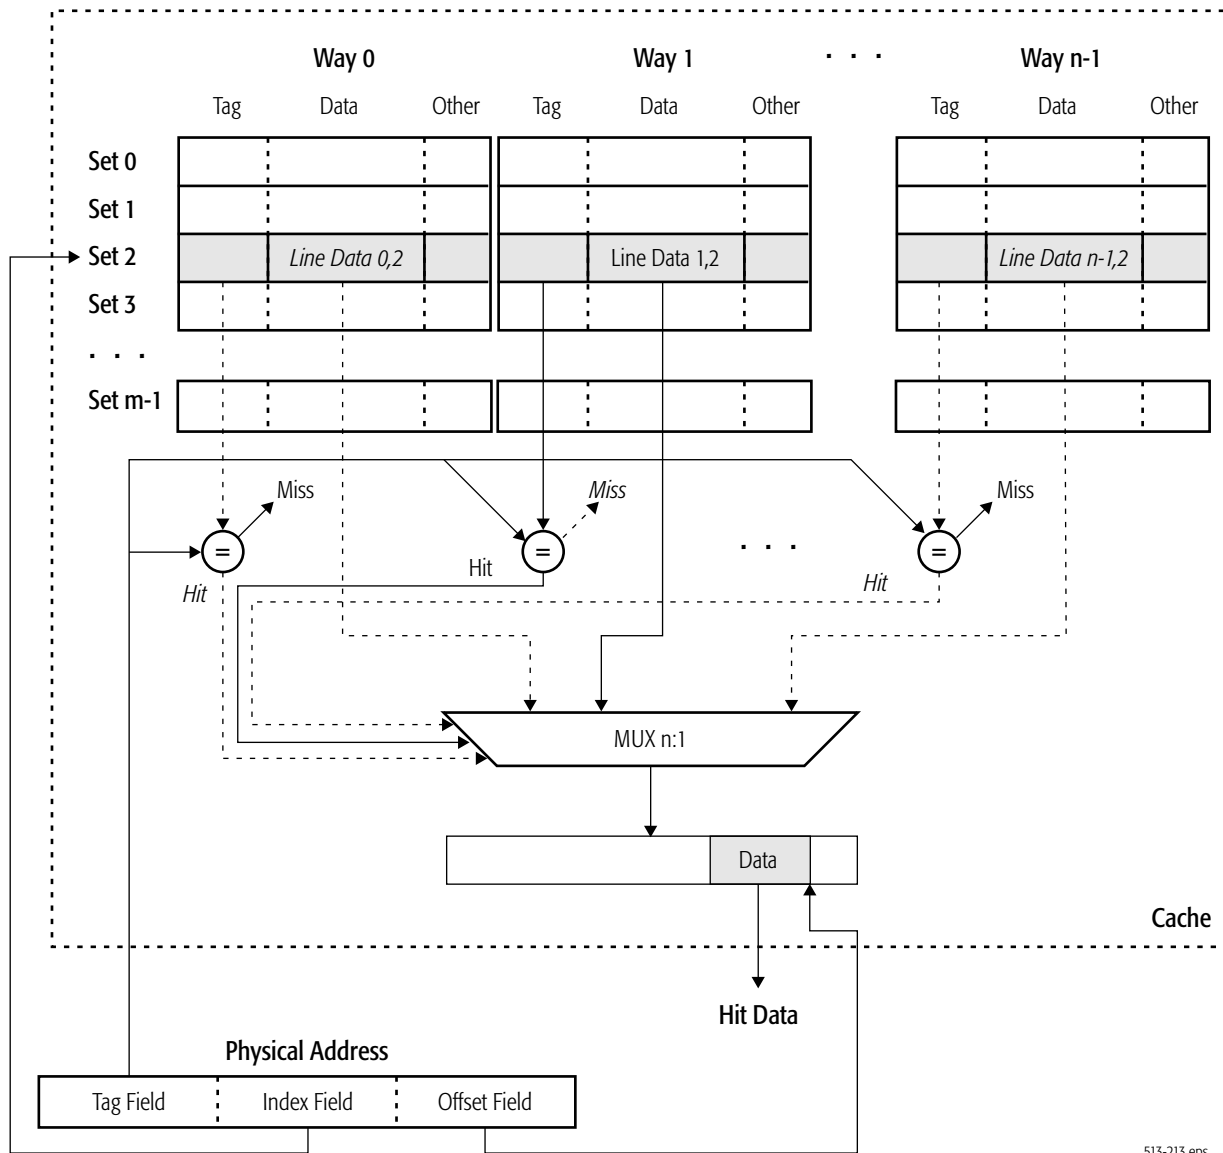 Way 0 Way 1 . . . Way n-1
Tag Data Other Tag Data Other Tag Data Other
Set 0
Set 1
Set 2 Line Data 0,2 Line Data 1,2 Line Data n-1,2
Set 3
. . .
Set m-1
Miss Miss Miss
= = . . . =
Hit Hit Hit
MUX n:1
Data
Cache
Hit Data
Physical Address
Tag Field Index Field Offset Field
513-213.eps